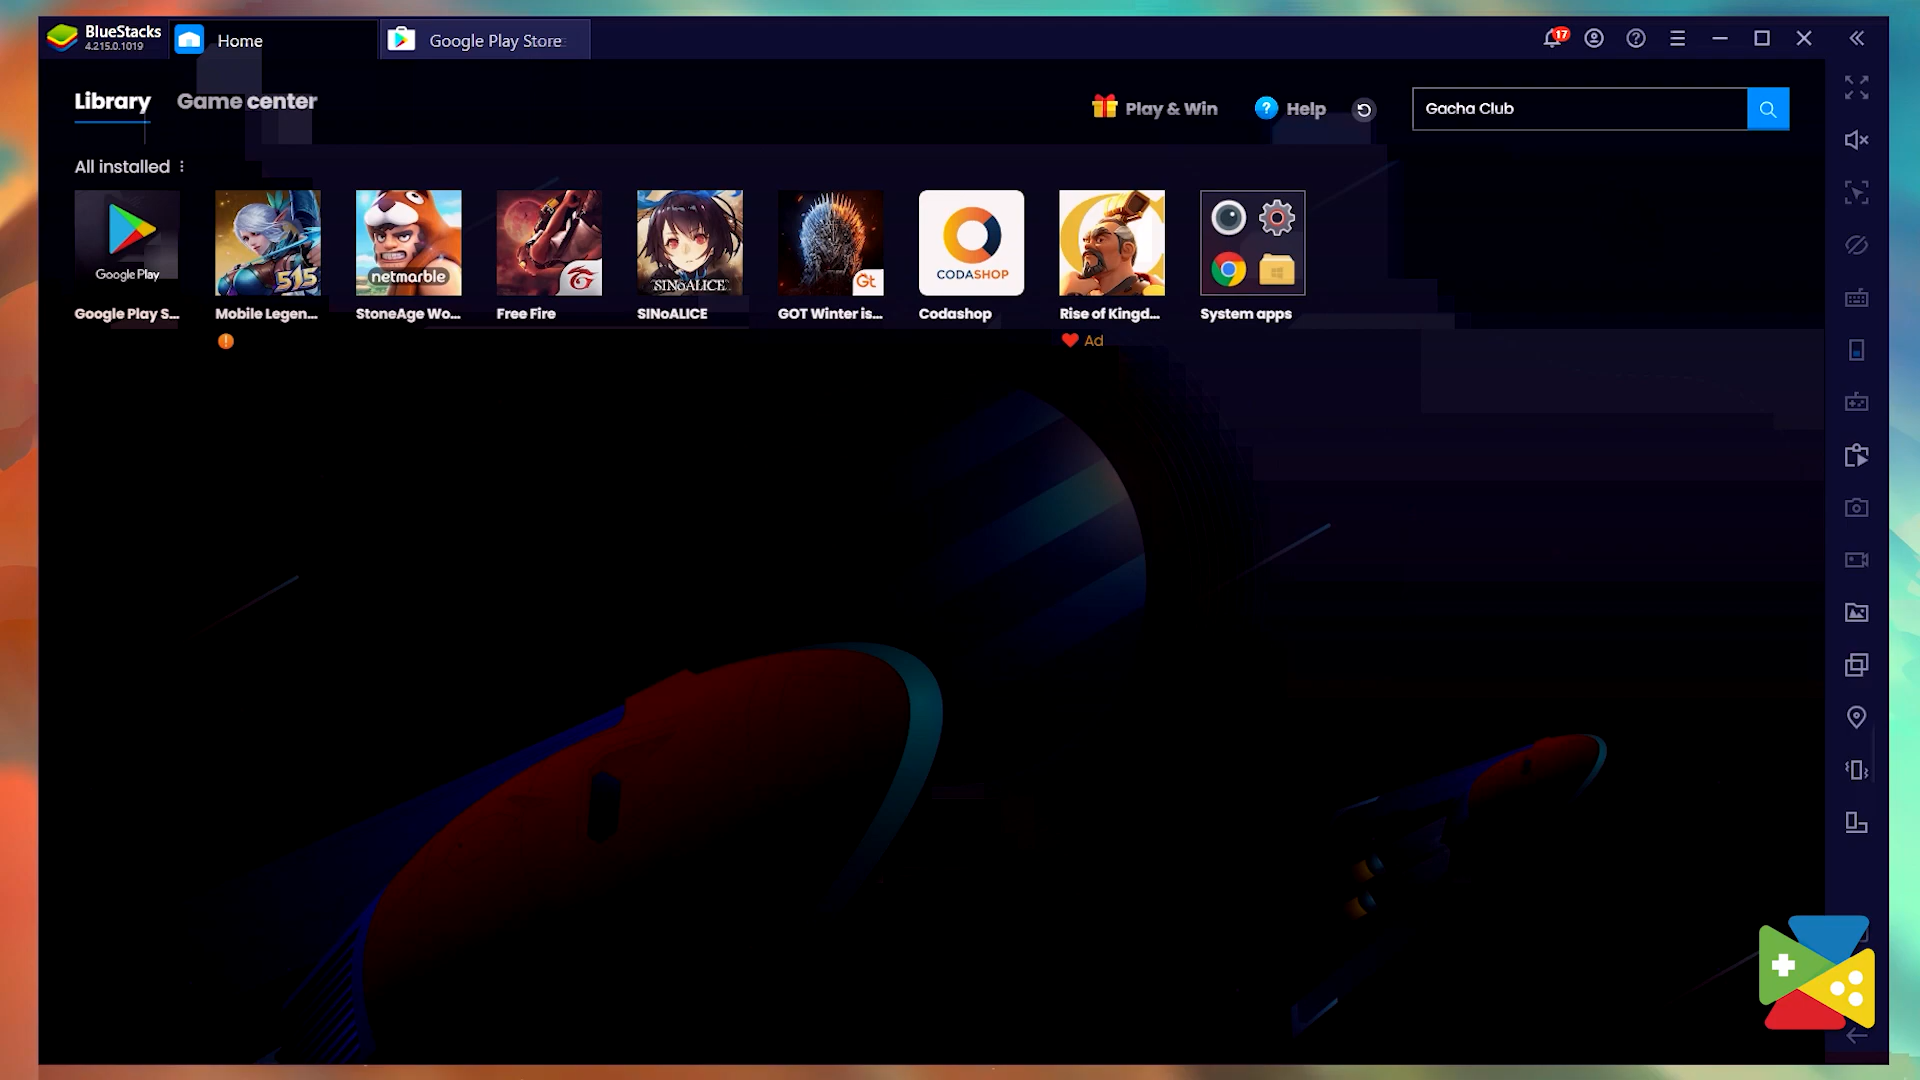 BlueStacks
4.215.0.1019
Home
Google Play Store
17
Library
Game center
Play & Win
? Help
Gacha Club
All installed
Google Play
515
netmarble
SINoALICE
Gt
CODASHOP
Google Play S...
Mobile Legen...
StoneAge Wo...
Free Fire
SINoALICE
GOT Winter is...
Codashop
Rise of Kingd...
System apps
!
Ad